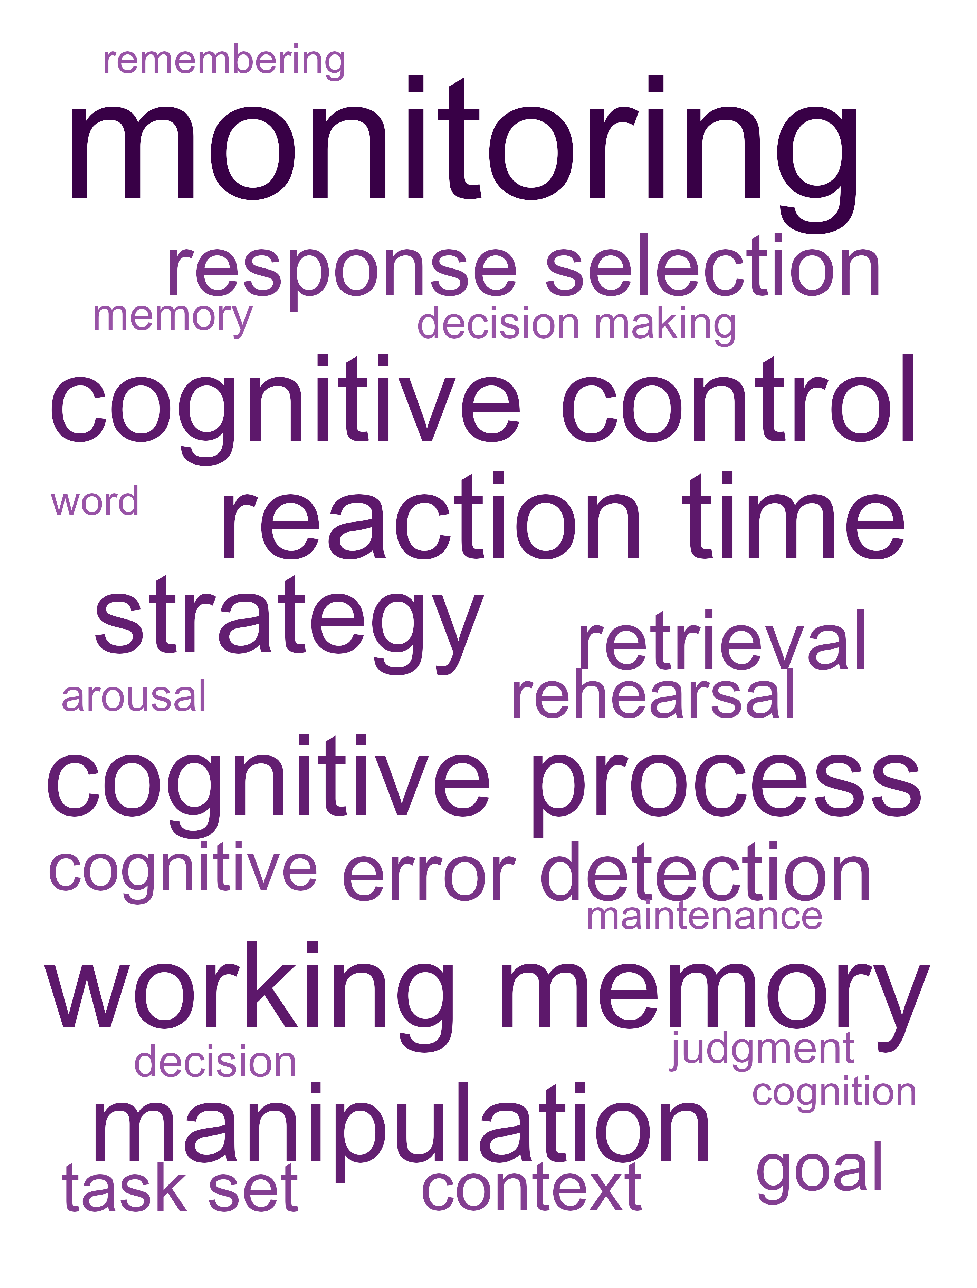 remembering
monitoring
response selection
memory decision making
cognitive control
word reaction time
strategy
retrieval
arousal rehearsal
cognitive process
cognitive error detection
maintenance
working memory
decision judgment
cognition
manipulation
task set context goal